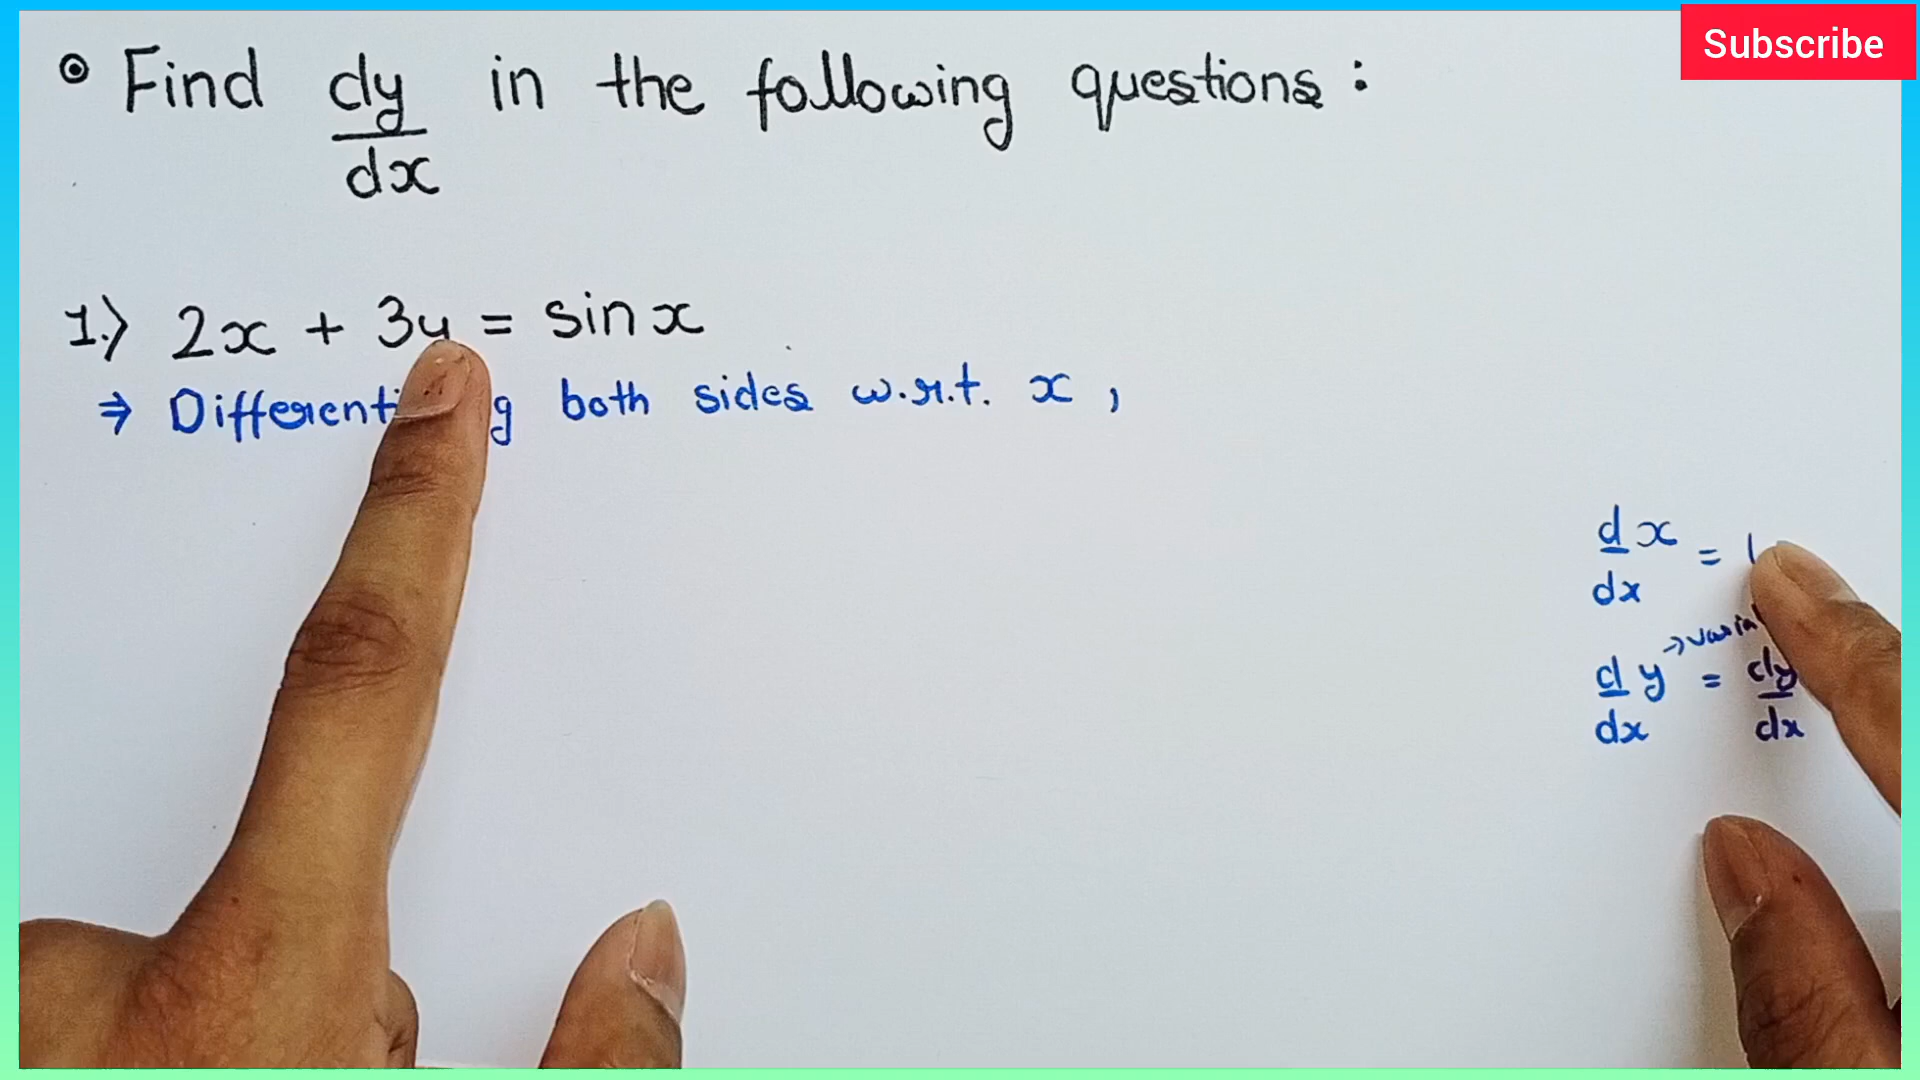 Subscribe
Find dy/dx in the following questions :
1.) 2x + 3y = sin x
⇒ both sides w.r.t. x ,
d/dx x = 1
d/dx y = dy/dx